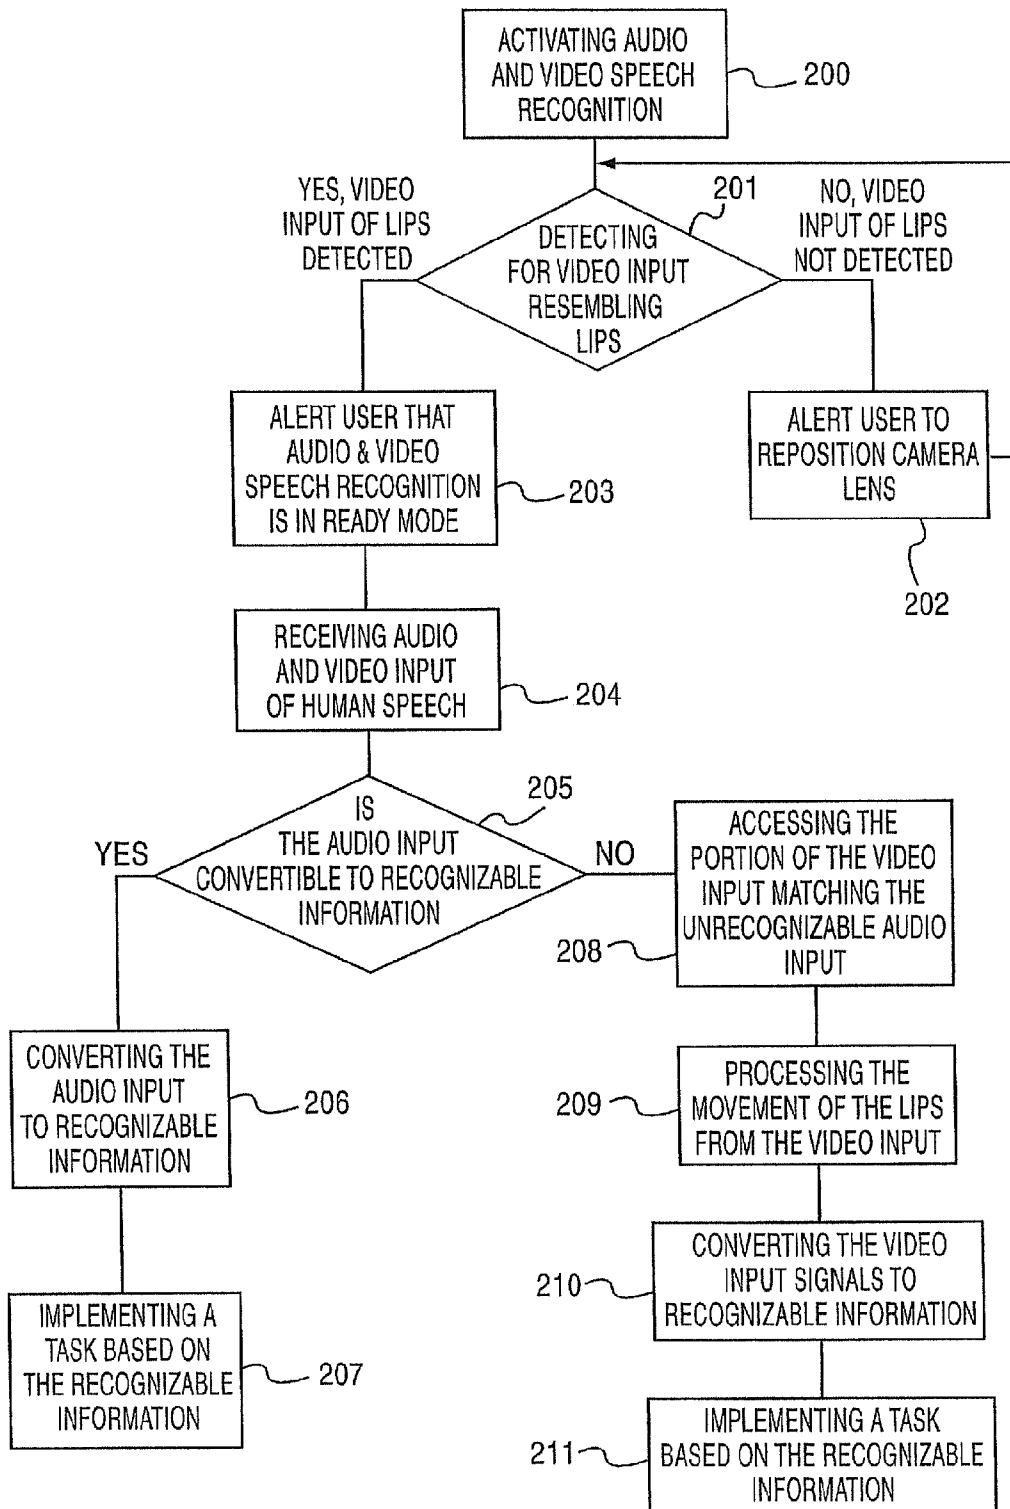 ACTIVATING AUDIO
AND VIDEO SPEECH
RECOGNITION
200
YES, VIDEO
INPUT OF LIPS
DETECTED
201
NO, VIDEO
INPUT OF LIPS
NOT DETECTED
DETECTING
FOR VIDEO INPUT
RESEMBLING
LIPS
ALERT USER THAT
AUDIO & VIDEO
SPEECH RECOGNITION
IS IN READY MODE
203
ALERT USER TO
REPOSITION CAMERA
LENS
202
RECEIVING AUDIO
AND VIDEO INPUT
OF HUMAN SPEECH
204
IS
THE AUDIO INPUT
CONVERTIBLE TO RECOGNIZABLE
INFORMATION
205
YES
NO
ACCESSING THE
PORTION OF THE VIDEO
INPUT MATCHING THE
UNRECOGNIZABLE AUDIO
INPUT
208
CONVERTING THE
AUDIO INPUT
TO RECOGNIZABLE
INFORMATION
206
PROCESSING THE
MOVEMENT OF THE LIPS
FROM THE VIDEO INPUT
209
CONVERTING THE VIDEO
INPUT SIGNALS TO
RECOGNIZABLE INFORMATION
210
IMPLEMENTING A
TASK BASED ON
THE RECOGNIZABLE
INFORMATION
207
IMPLEMENTING A TASK
BASED ON THE RECOGNIZABLE
INFORMATION
211